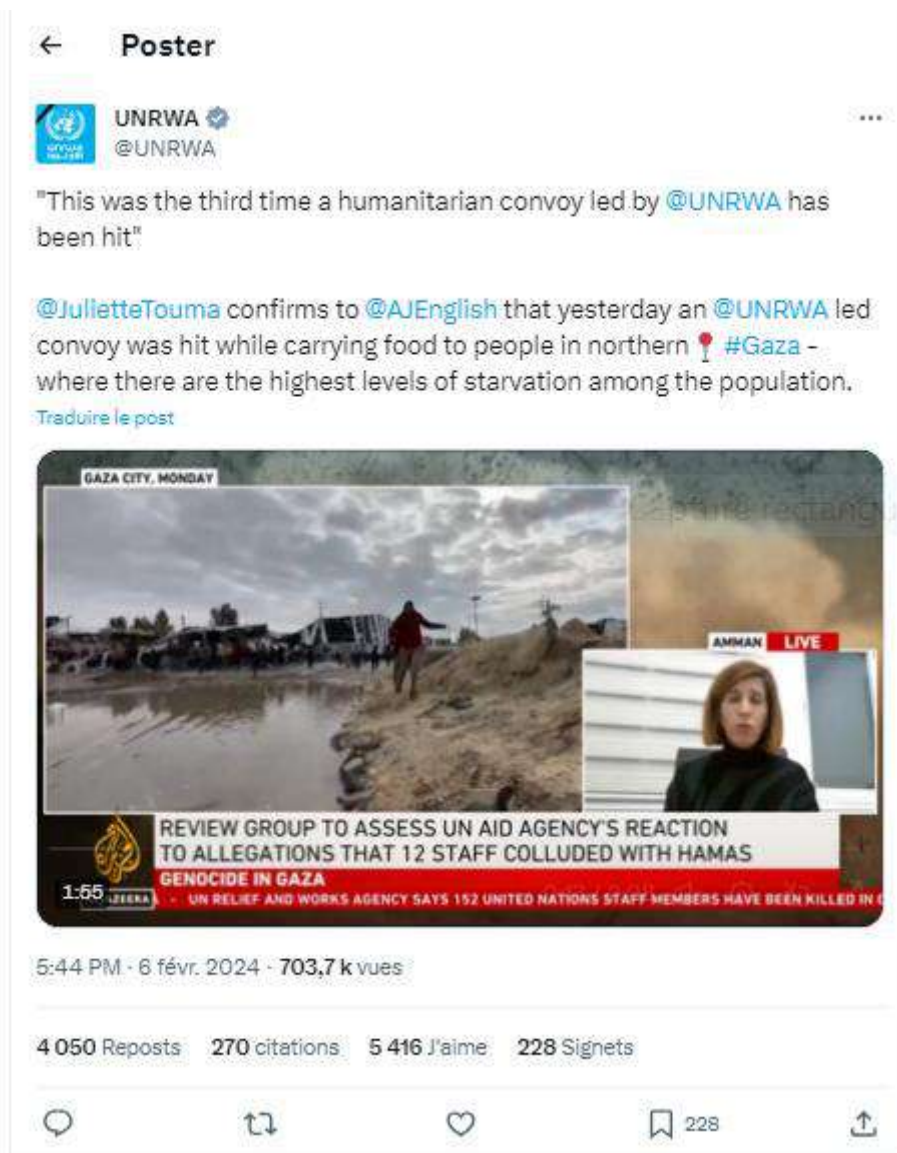 ← Poster
UNRWA
@UNRWA
"This was the third time a humanitarian convoy led by @UNRWA has
been hit"
@JulietteTouma confirms to @AJEnglish that yesterday an @UNRWA led
convoy was hit while carrying food to people in northern 📍 #Gaza -
where there are the highest levels of starvation among the population.
Traduire le post
GAZA CITY, MONDAY
AMMAN LIVE
REVIEW GROUP TO ASSESS UN AID AGENCY'S REACTION
TO ALLEGATIONS THAT 12 STAFF COLLUDED WITH HAMAS
GENOCIDE IN GAZA
1:55
- UN RELIEF AND WORKS AGENCY SAYS 152 UNITED NATIONS STAFF MEMBERS HAVE BEEN KILLED IN
5:44 PM · 6 févr. 2024 · 703,7 k vues
4 050 Reposts 270 citations 5 416 J'aime 228 Signets
228